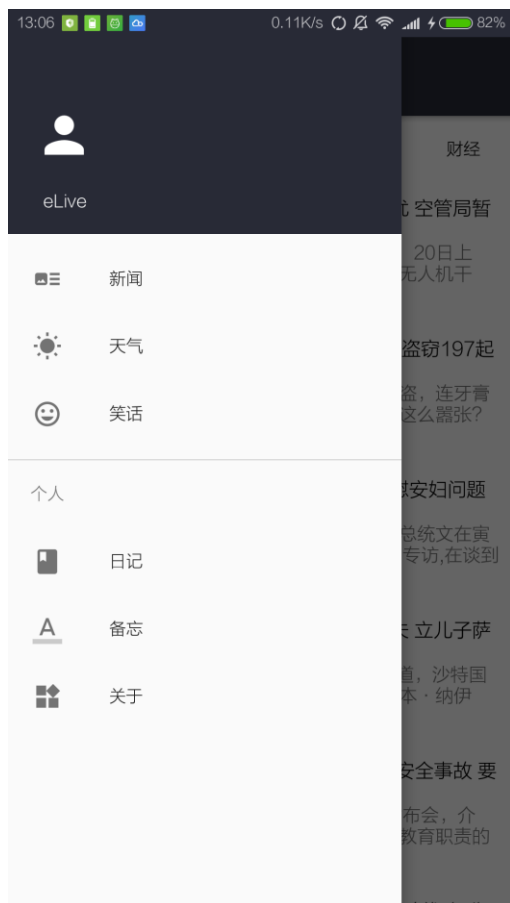 13:06
0.11K/s
82%
eLive
新闻
天气
笑话
个人
日记
备忘
A
关于
财经
空管局暂
20日上
无人机干
盗窃197起
盗，连牙膏
这么嚣张？
慰安妇问题
总统文在寅
专访,在谈到
立儿子萨
道，沙特国
本·纳伊
安全事故 要
布会，介
教育职责的